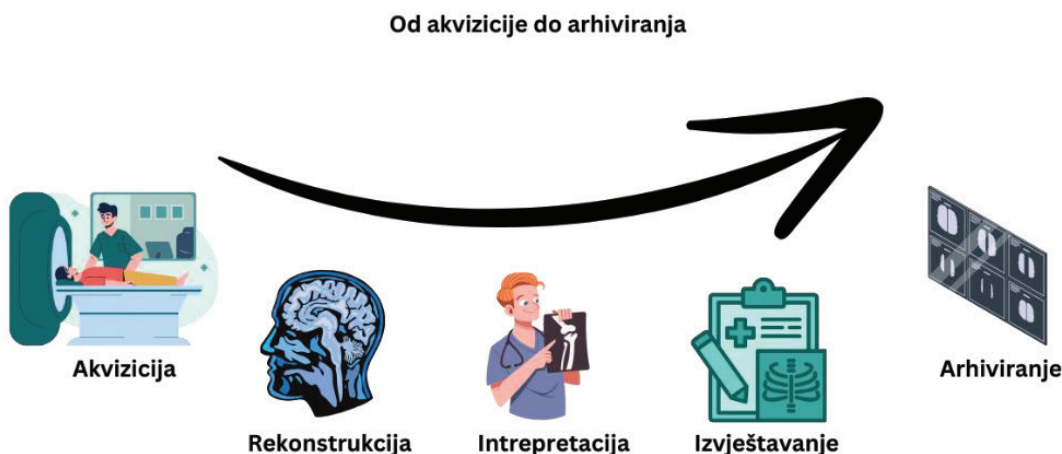 Od akvizicije do arhiviranja
Akvizicija
Rekonstrukcija
Intrepretacija
Izvještavanje
Arhiviranje